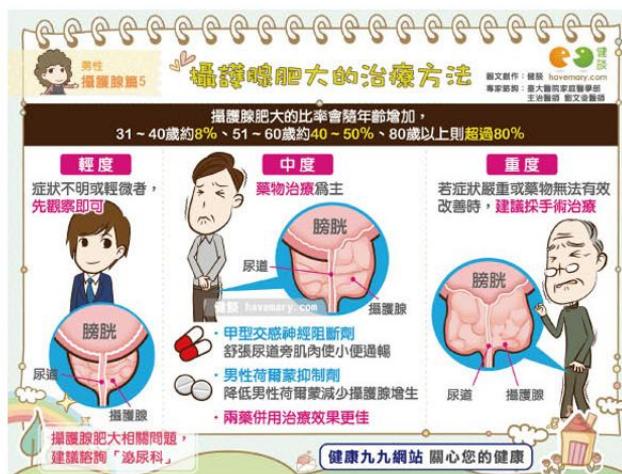 男性
攝護腺篇5
攝護腺肥大的治療方法
健談
havemary.com
圖文創作：健談
專家諮詢：臺大醫院家庭醫學部
主治醫師 劉文俊醫師
攝護腺肥大的比率會隨年齡增加，
31～40歲約8%、51～60歲約40～50%、80歲以上則超過80%
輕度
症狀不明或輕微者，
先觀察即可
膀胱
尿道
攝護腺
中度
藥物治療為主
膀胱
尿道
攝護腺
健談 havemary.com
・甲型交感神經阻斷劑
舒張尿道旁肌肉使小便通暢
・男性荷爾蒙抑制劑
降低男性荷爾蒙減少攝護腺增生
・兩藥併用治療效果更佳
重度
若症狀嚴重或藥物無法有效
改善時，建議採手術治療
膀胱
尿道
攝護腺
攝護腺肥大相關問題，
建議諮詢「泌尿科」
健康九九網站 關心您的健康